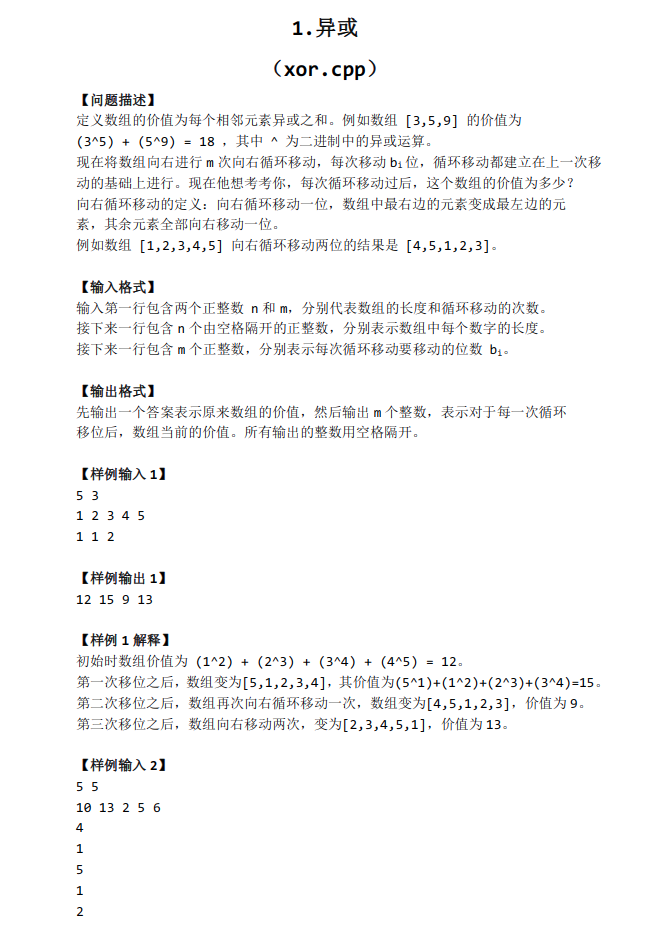 1.异或
（xor.cpp）
【问题描述】
定义数组的价值为每个相邻元素异或之和。例如数组 [3,5,9] 的价值为
(3^5) + (5^9) = 18 ，其中 ^ 为二进制中的异或运算。
现在将数组向右进行 m 次向右循环移动，每次移动 bᵢ位，循环移动都建立在上一次移
动的基础上进行。现在他想考考你，每次循环移动过后，这个数组的价值为多少？
向右循环移动的定义：向右循环移动一位，数组中最右边的元素变成最左边的元
素，其余元素全部向右移动一位。
例如数组 [1,2,3,4,5] 向右循环移动两位的结果是 [4,5,1,2,3]。
【输入格式】
输入第一行包含两个正整数 n 和 m，分别代表数组的长度和循环移动的次数。
接下来一行包含 n 个由空格隔开的正整数，分别表示数组中每个数字的长度。
接下来一行包含 m 个正整数，分别表示每次循环移动要移动的位数 bᵢ。
【输出格式】
先输出一个答案表示原来数组的价值，然后输出 m 个整数，表示对于每一次循环
移位后，数组当前的价值。所有输出的整数用空格隔开。
【样例输入 1】
5 3
1 2 3 4 5
1 1 2
【样例输出 1】
12 15 9 13
【样例 1 解释】
初始时数组价值为 (1^2) + (2^3) + (3^4) + (4^5) = 12。
第一次移位之后，数组变为[5,1,2,3,4]，其价值为(5^1)+(1^2)+(2^3)+(3^4)=15。
第二次移位之后，数组再次向右循环移动一次，数组变为[4,5,1,2,3]，价值为 9。
第三次移位之后，数组向右移动两次，变为[2,3,4,5,1]，价值为 13。
【样例输入 2】
5 5
10 13 2 5 6
4
1
5
1
2